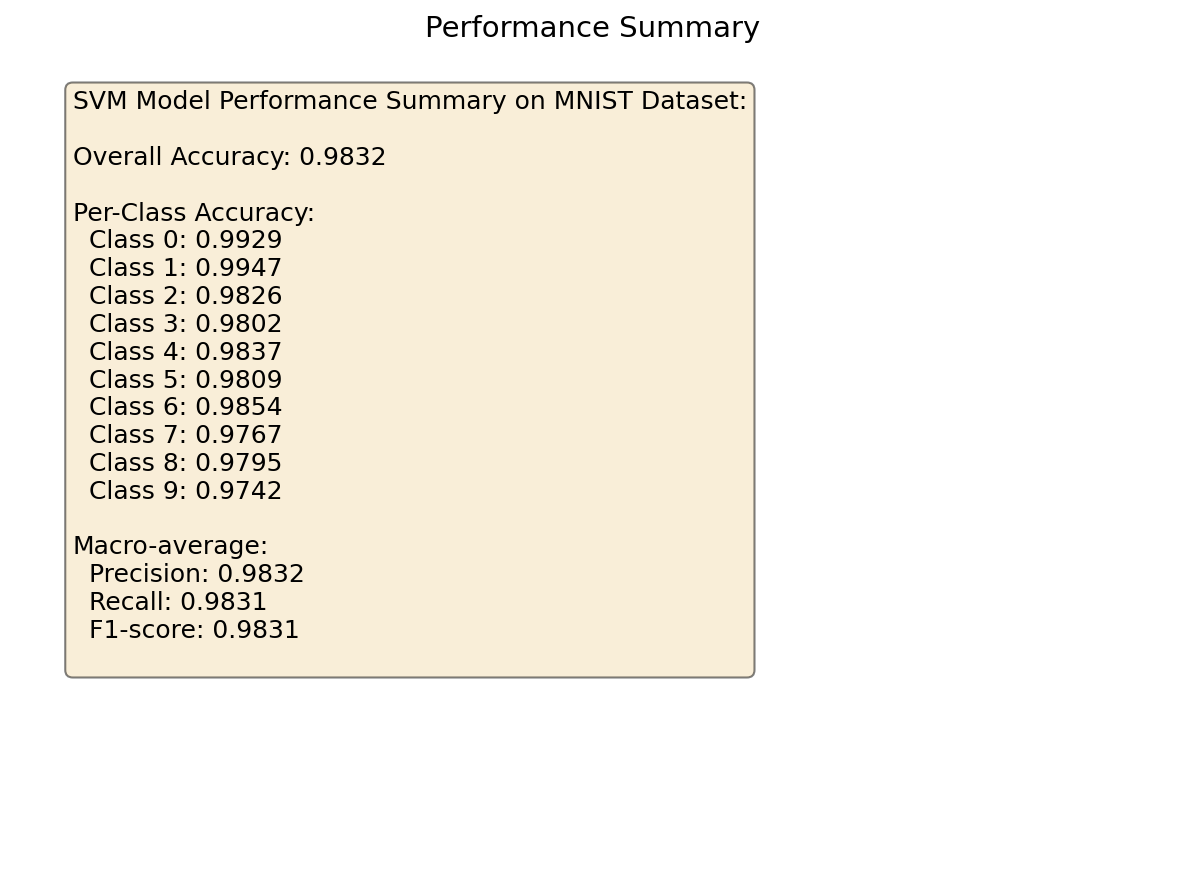 Performance Summary
SVM Model Performance Summary on MNIST Dataset:
Overall Accuracy: 0.9832
Per-Class Accuracy:
Class 0: 0.9929
Class 1: 0.9947
Class 2: 0.9826
Class 3: 0.9802
Class 4: 0.9837
Class 5: 0.9809
Class 6: 0.9854
Class 7: 0.9767
Class 8: 0.9795
Class 9: 0.9742
Macro-average:
Precision: 0.9832
Recall: 0.9831
F1-score: 0.9831